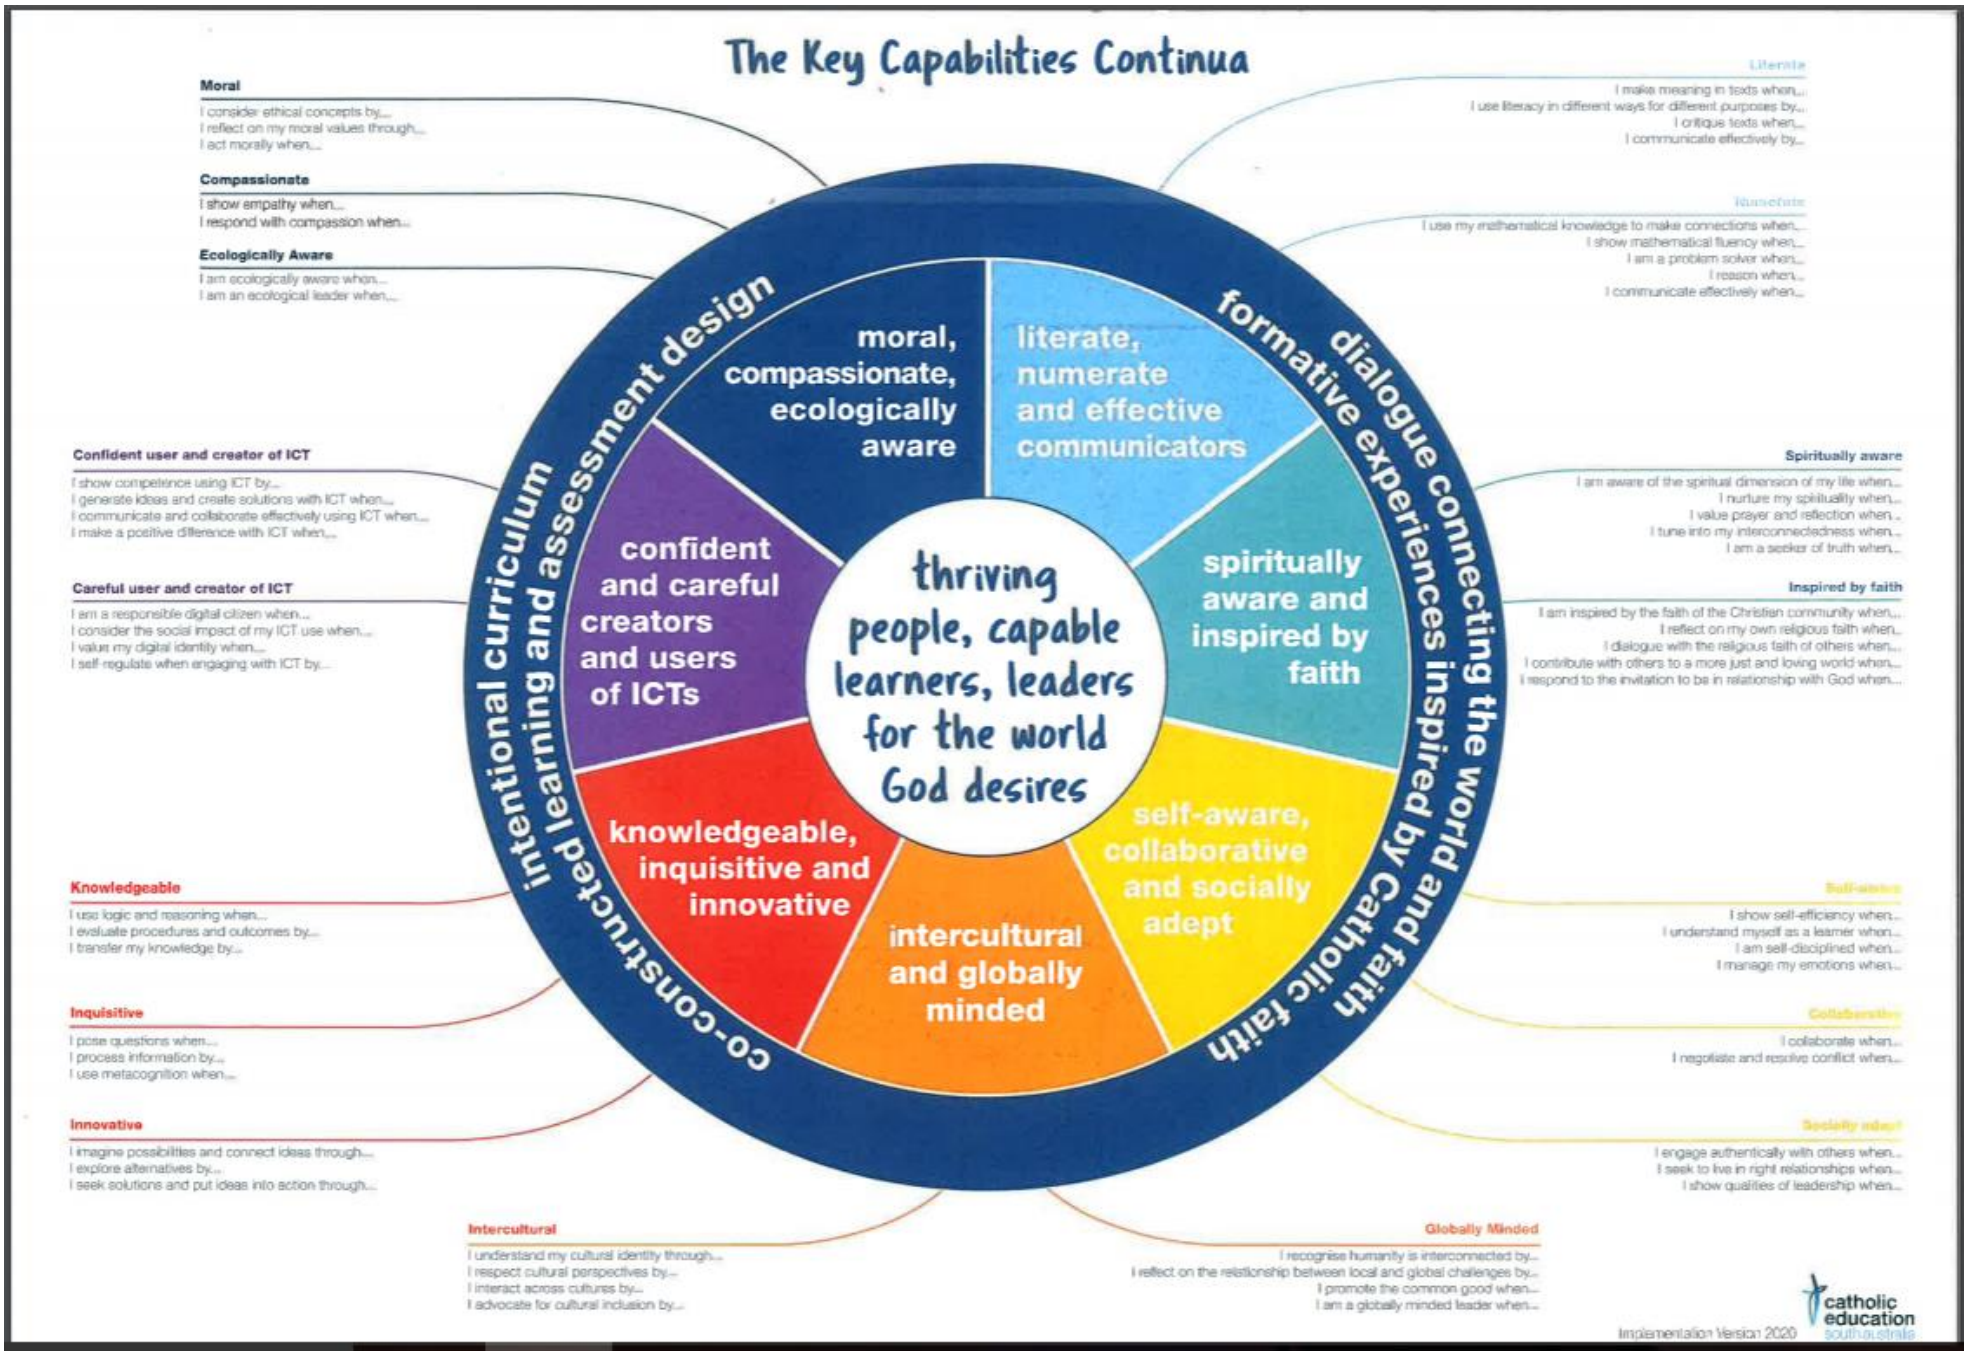 The Key Capabilities Continua
Moral
I consider ethical concepts by...
I reflect on my moral values through...
I act morally when...
Compassionate
I show empathy when...
I respond with compassion when...
Ecologically Aware
I am ecologically aware when...
I am an ecological leader when...
Confident user and creator of ICT
I show competence using ICT by...
I generate ideas and create solutions with ICT when...
I communicate and collaborate effectively using ICT when...
I make a positive difference with ICT when...
Careful user and creator of ICT
I am a responsible digital citizen when...
I consider the social impact of my ICT use when...
I value my digital identity when...
I self-regulate when engaging with ICT by...
Knowledgeable
I use logic and reasoning when...
I evaluate procedures and outcomes by...
I transfer my knowledge by...
Inquisitive
I pose questions when...
I process information by...
I use metacognition when...
Innovative
I imagine possibilities and connect ideas through...
I explore alternatives by...
I seek solutions and put ideas into action through...
Intercultural
I understand my cultural identity through...
I respect cultural perspectives by...
I interact across cultures by...
I advocate for cultural inclusion by...
intentional curriculum
co-constructed learning and assessment design
moral,
compassionate,
ecologically
aware
literate,
numerate
and effective
communicators
confident
and careful
creators
and users
of ICTs
thriving
people, capable
learners, leaders
for the world
God desires
spiritually
aware and
inspired by
faith
knowledgeable,
inquisitive and
innovative
intercultural
and globally
minded
self-aware,
collaborative
and socially
adept
dialogue connecting the world and faith
formative experiences inspired by Catholic faith
Literate
I make meaning in texts when...
I use literacy in different ways for different purposes by...
I critique texts when...
I communicate effectively by...
Numerate
I use my mathematical knowledge to make connections when...
I show mathematical fluency when...
I am a problem solver when...
I reason when...
I communicate effectively when...
Spiritually aware
I am aware of the spiritual dimension of my life when...
I nurture my spirituality when...
I value prayer and reflection when...
I tune into my interconnectedness when...
I am a seeker of truth when...
Inspired by faith
I am inspired by the faith of the Christian community when...
I reflect on my own religious faith when...
I dialogue with the religious faith of others when...
I contribute with others to a more just and loving world when...
I respond to the invitation to be in relationship with God when...
Self-aware
I show self-efficiency when...
I understand myself as a learner when...
I am self-disciplined when...
I manage my emotions when...
Collaborative
I collaborate when...
I negotiate and resolve conflict when...
Socially adept
I engage authentically with others when...
I seek to live in right relationships when...
I show qualities of leadership when...
Globally Minded
I recognise humanity is interconnected by...
I reflect on the relationship between local and global challenges by...
I promote the common good when...
I am a globally minded leader when...
Implementation Version 2020
catholic
education
south australia